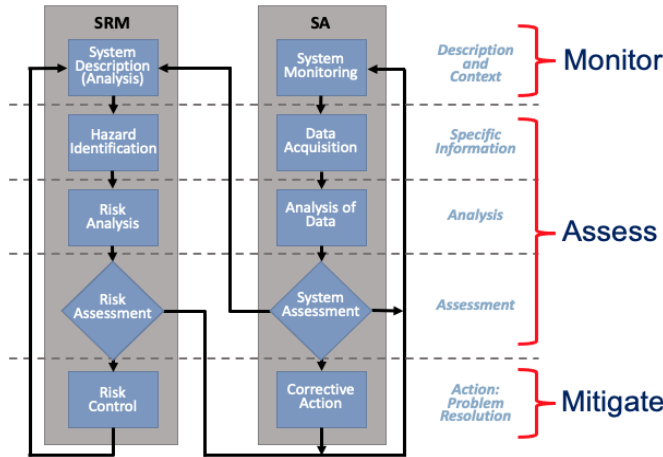 SRM
SA
System
Description
(Analysis)
System
Monitoring
Description
and
Context
Monitor
Hazard
Identification
Data
Acquisition
Specific
Information
Risk
Analysis
Analysis of
Data
Analysis
Assess
Risk
Assessment
System
Assessment
Assessment
Risk
Control
Corrective
Action
Action:
Problem
Resolution
Mitigate